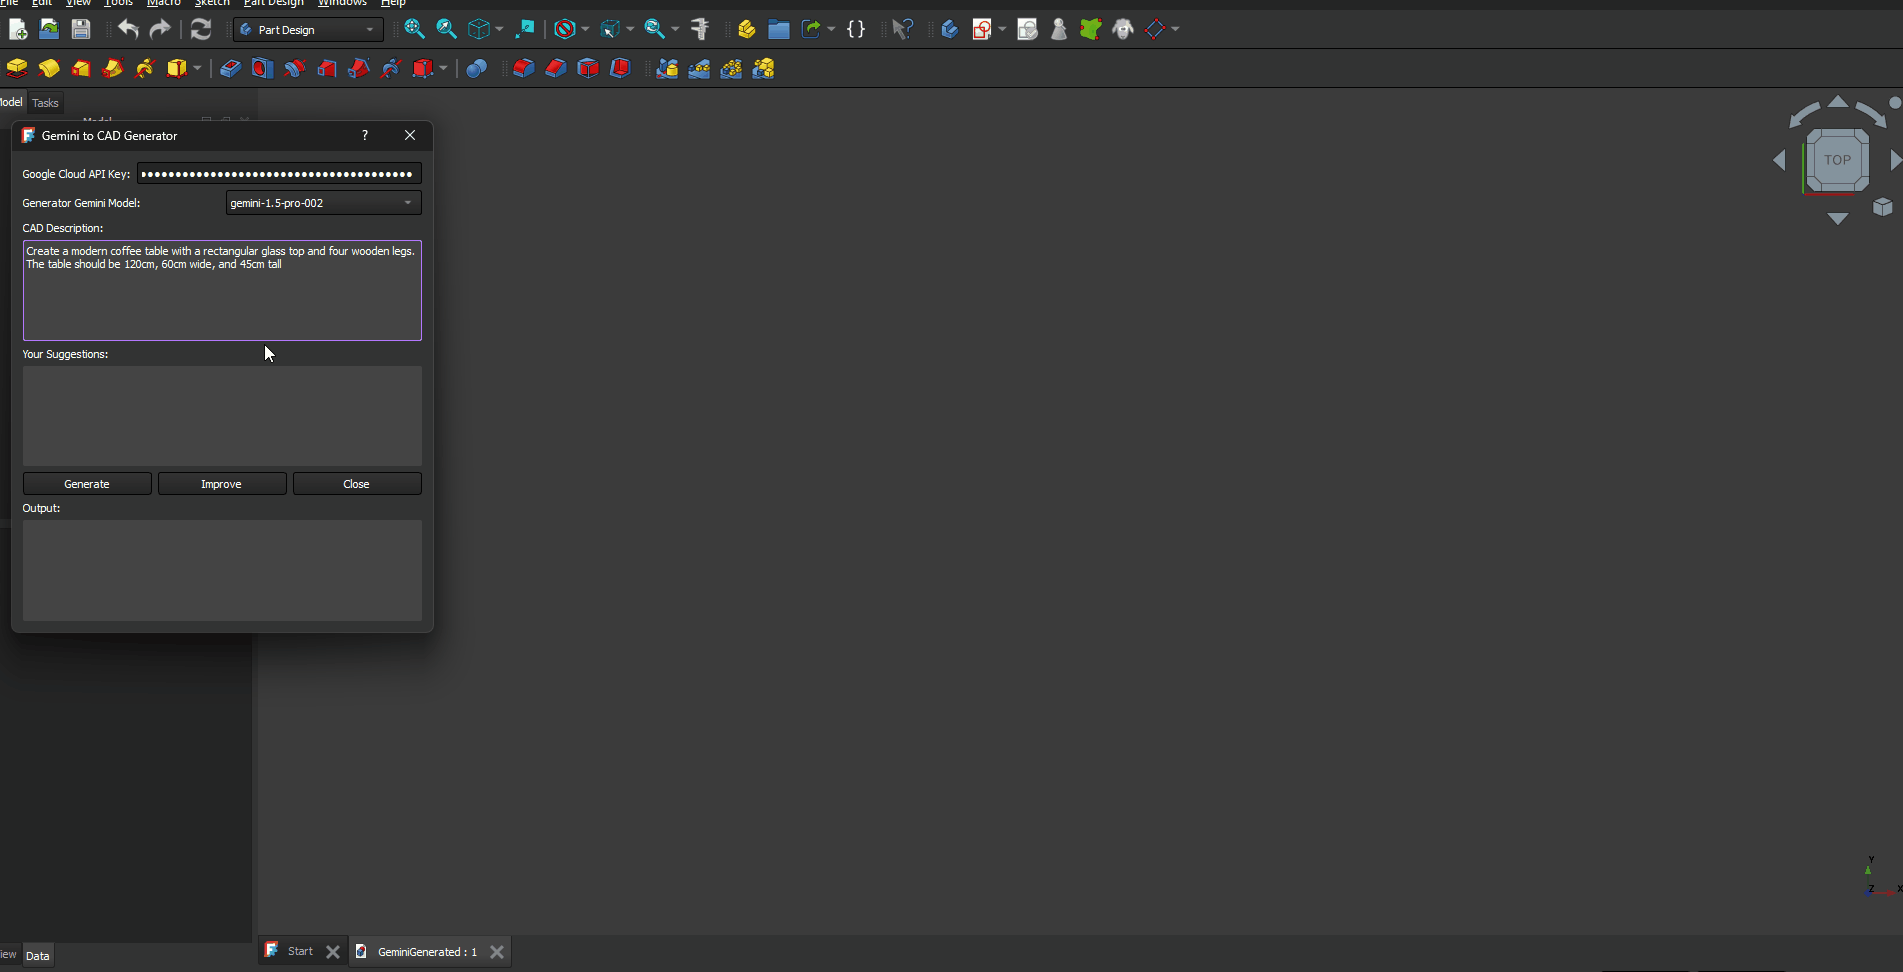 File Edit View Tools Macro Sketch Part Design Windows Help
Part Design
Model Tasks
Model
TOP
Gemini to CAD Generator ?
Google Cloud API Key:
Generator Gemini Model: gemini-1.5-pro-002
CAD Description:
Create a modern coffee table with a rectangular glass top and four wooden legs.
The table should be 120cm, 60cm wide, and 45cm tall
Your Suggestions:
Generate Improve Close
Output:
Y
Z X
View Data
Start GeminiGenerated : 1